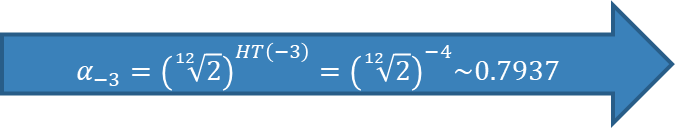 α₋₃ = (¹²√2)^{HT(−3)} = (¹²√2)^{−4}~0.7937